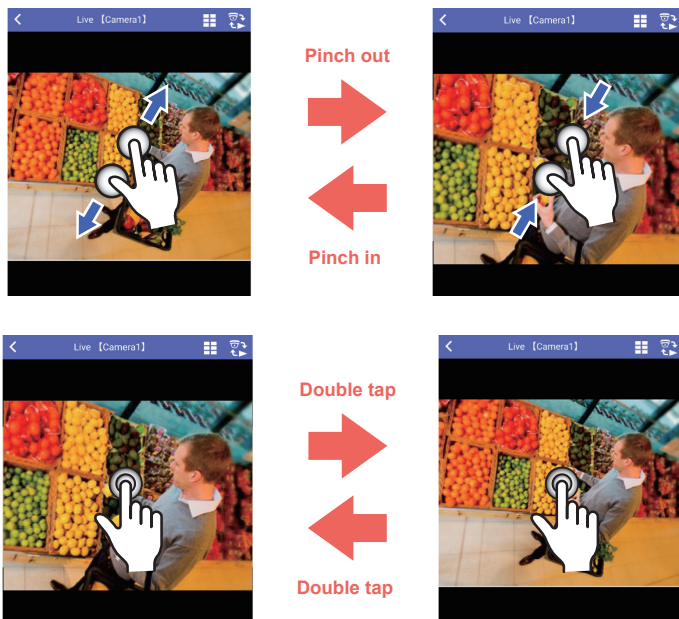 Live 【Camera1】
Live 【Camera1】
Pinch out
Pinch in
Live 【Camera1】
Live 【Camera1】
Double tap
Double tap